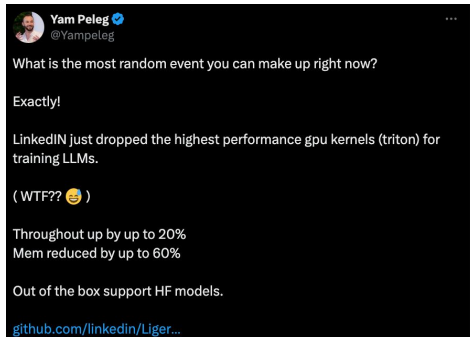 Yam Peleg
@Yampeleg
What is the most random event you can make up right now?
Exactly!
LinkedIN just dropped the highest performance gpu kernels (triton) for
training LLMs.
( WTF?? 😅 )
Throughout up by up to 20%
Mem reduced by up to 60%
Out of the box support HF models.
github.com/linkedin/Liger...